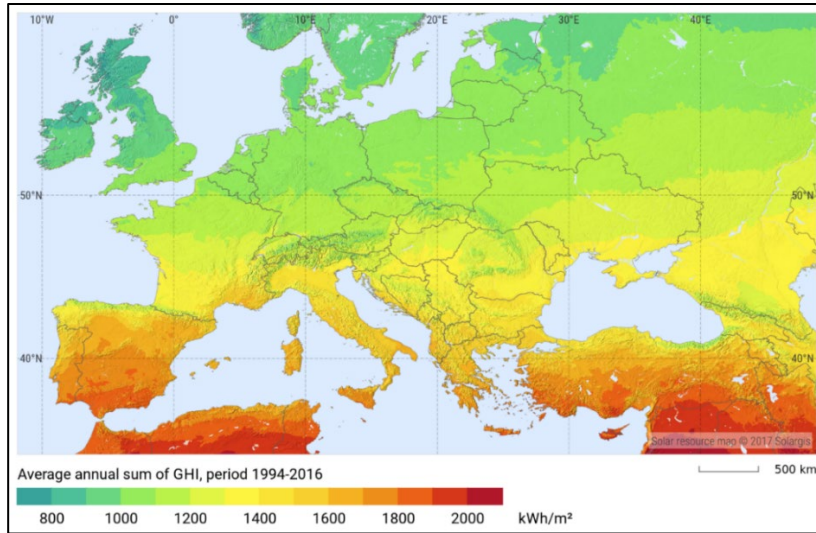 10°W 0° 10°E 20°E 30°E 40°E
50°N 50°N
40°N 40°N
Solar resource map © 2017 Solargis
Average annual sum of GHI, period 1994-2016
500 km
800 1000 1200 1400 1600 1800 2000 kWh/m²